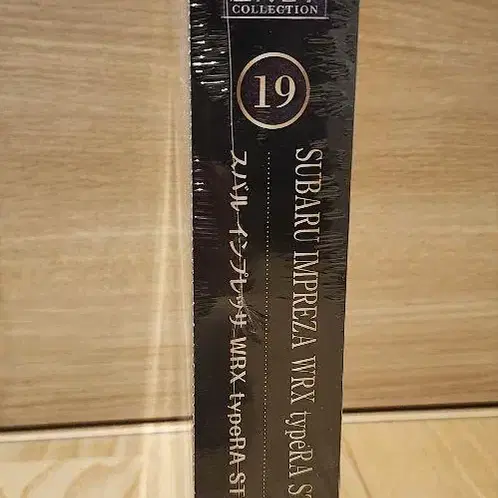 COLLECTION
19
SUBARU IMPREZA WRX typeRA S
スバル インプレッサ WRX typeRA ST